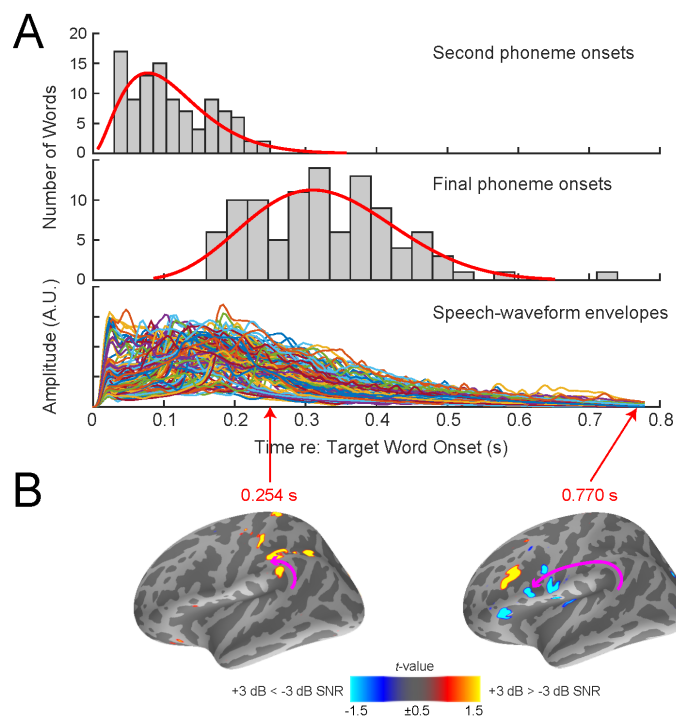 A
20
15
10
5
0
Second phoneme onsets
Number of Words
10
5
0
Final phoneme onsets
Amplitude (A.U.)
Speech-waveform envelopes
0 0.1 0.2 0.3 0.4 0.5 0.6 0.7 0.8
Time re: Target Word Onset (s)
B
0.254 s 0.770 s
t-value
+3 dB < -3 dB SNR +3 dB > -3 dB SNR
-1.5 ±0.5 1.5